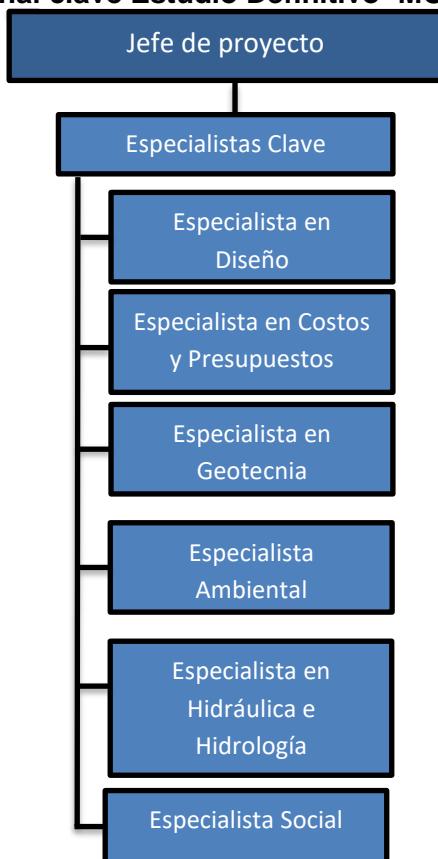 clave Estudio Definitivo
Jefe de proyecto
Especialistas Clave
Especialista en
Diseño
Especialista en Costos
y Presupuestos
Especialista en
Geotecnia
Especialista
Ambiental
Especialista en
Hidráulica e
Hidrología
Especialista Social